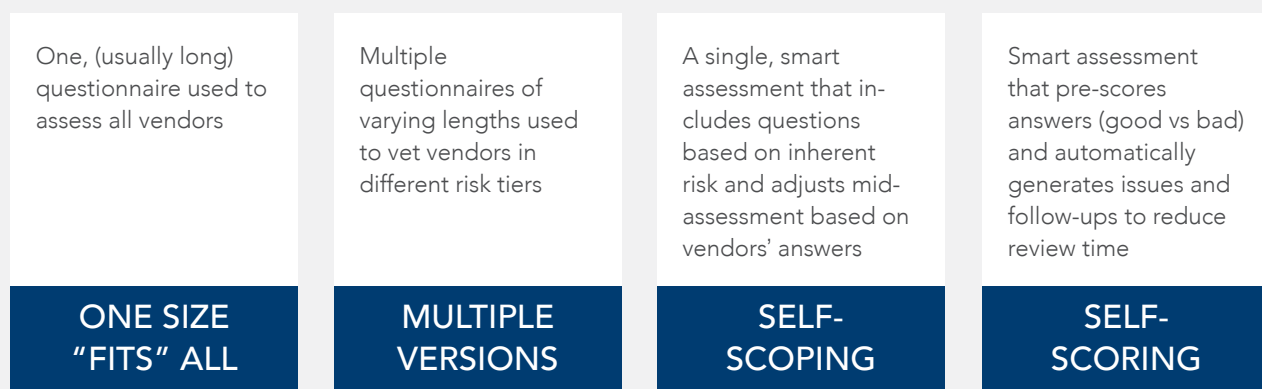 One, (usually long)
questionnaire used to
assess all vendors
ONE SIZE
“FITS” ALL
Multiple
questionnaires of
varying lengths used
to vet vendors in
different risk tiers
MULTIPLE
VERSIONS
A single, smart
assessment that in-
cludes questions
based on inherent
risk and adjusts mid-
assessment based on
vendors’ answers
SELF-
SCOPING
Smart assessment
that pre-scores
answers (good vs bad)
and automatically
generates issues and
follow-ups to reduce
review time
SELF-
SCORING